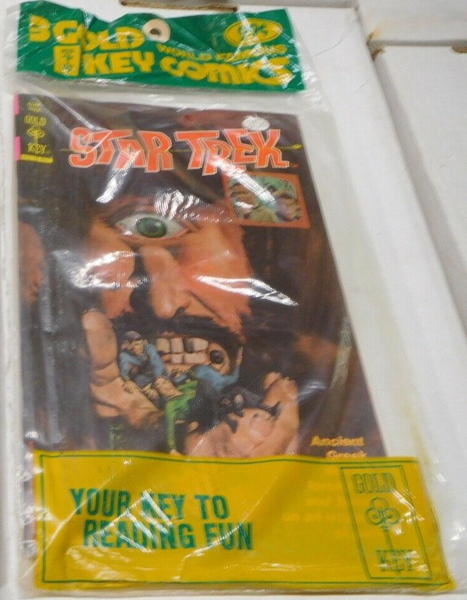 3 GOLD
KEY
WORLD FAMOUS
COMICS
GOLD
KEY
STAR TREK
Ancient
Greek
YOUR KEY TO
READING FUN
GOLD
KEY